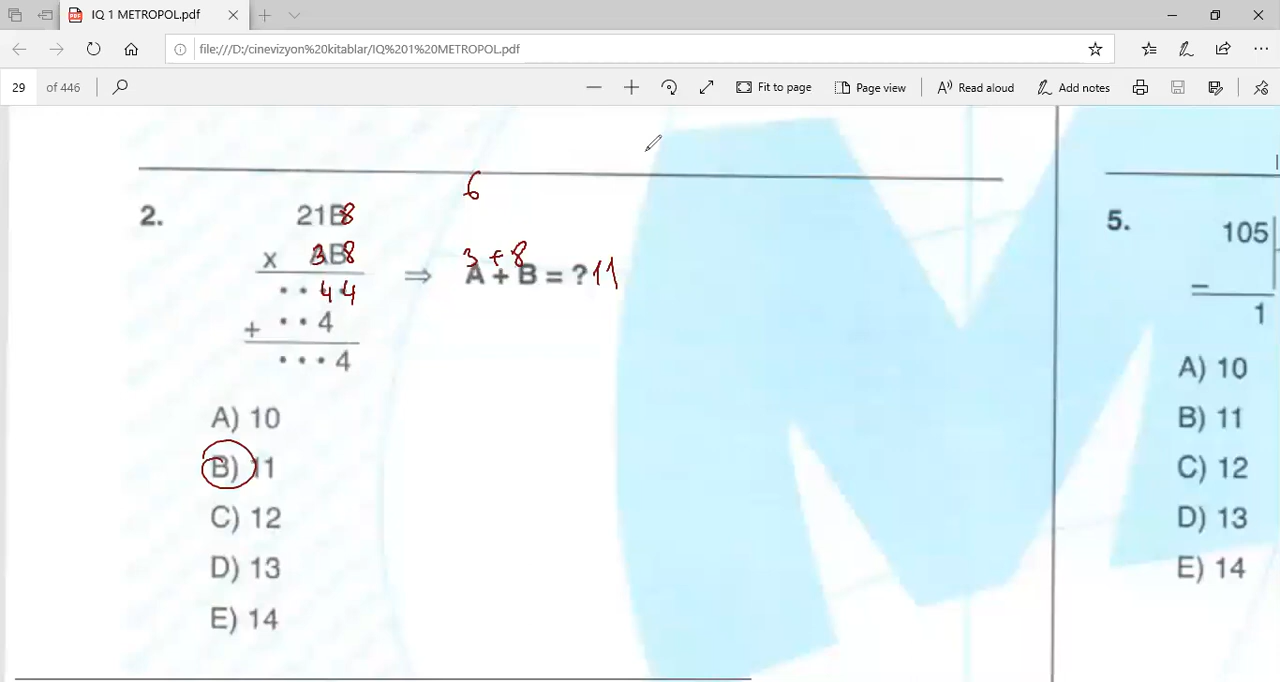 IQ 1 METROPOL.pdf
file:///D:/cinevizyon%20kitablar/IQ%201%20METROPOL.pdf
29 of 446 Fit to page Page view Read aloud Add notes
6
2. 21B 8
x AB 3 8
3 + 8
⇒ A + B = ? 11
• • • • 4 4
+ • • 4
• • • 4
A) 10
B) 11
C) 12
D) 13
E) 14
5. 105
−
1
A) 10
B) 11
C) 12
D) 13
E) 14